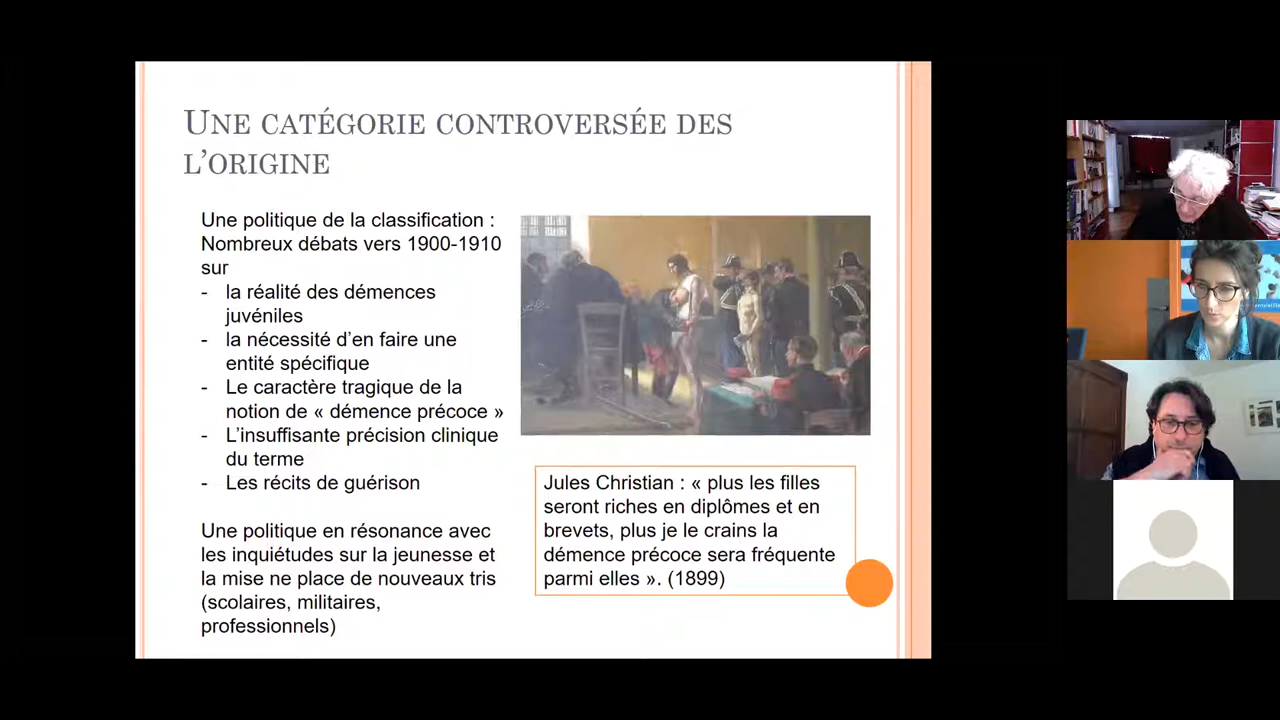 UNE CATÉGORIE CONTROVERSÉE DES
L'ORIGINE
Une politique de la classification :
Nombreux débats vers 1900-1910
sur
- la réalité des démences
juvéniles
- la nécessité d'en faire une
entité spécifique
- Le caractère tragique de la
notion de « démence précoce »
- L'insuffisante précision clinique
du terme
- Les récits de guérison
Une politique en résonance avec
les inquiétudes sur la jeunesse et
la mise ne place de nouveaux tris
(scolaires, militaires,
professionnels)
Jules Christian : « plus les filles
seront riches en diplômes et en
brevets, plus je le crains la
démence précoce sera fréquente
parmi elles ». (1899)